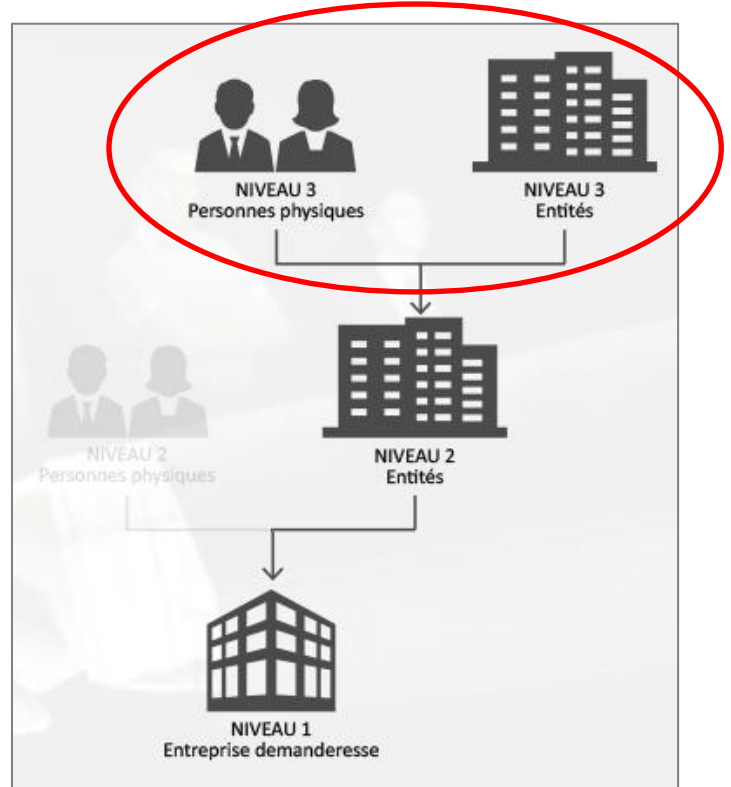 NIVEAU 3
Personnes physiques
NIVEAU 3
Entités
NIVEAU 2
Personnes physiques
NIVEAU 2
Entités
NIVEAU 1
Entreprise demanderesse